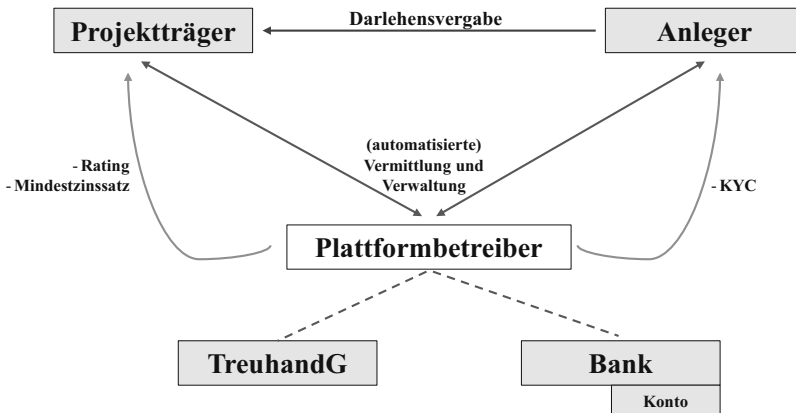 Darlehensvergabe
Projektträger
Anleger
(automatisierte)
Vermittlung und
Verwaltung
- Rating
- Mindestzinssatz
- KYC
Plattformbetreiber
TreuhandG
Bank
Konto